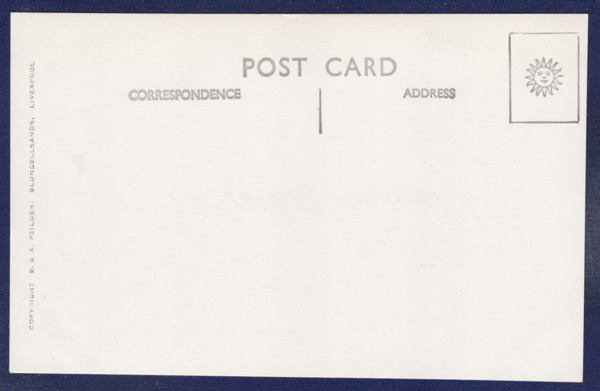 POST CARD
CORRESPONDENCE
ADDRESS
COPYRIGHT B. & A. FEILDEN, BLUNDELLSANDS, LIVERPOOL